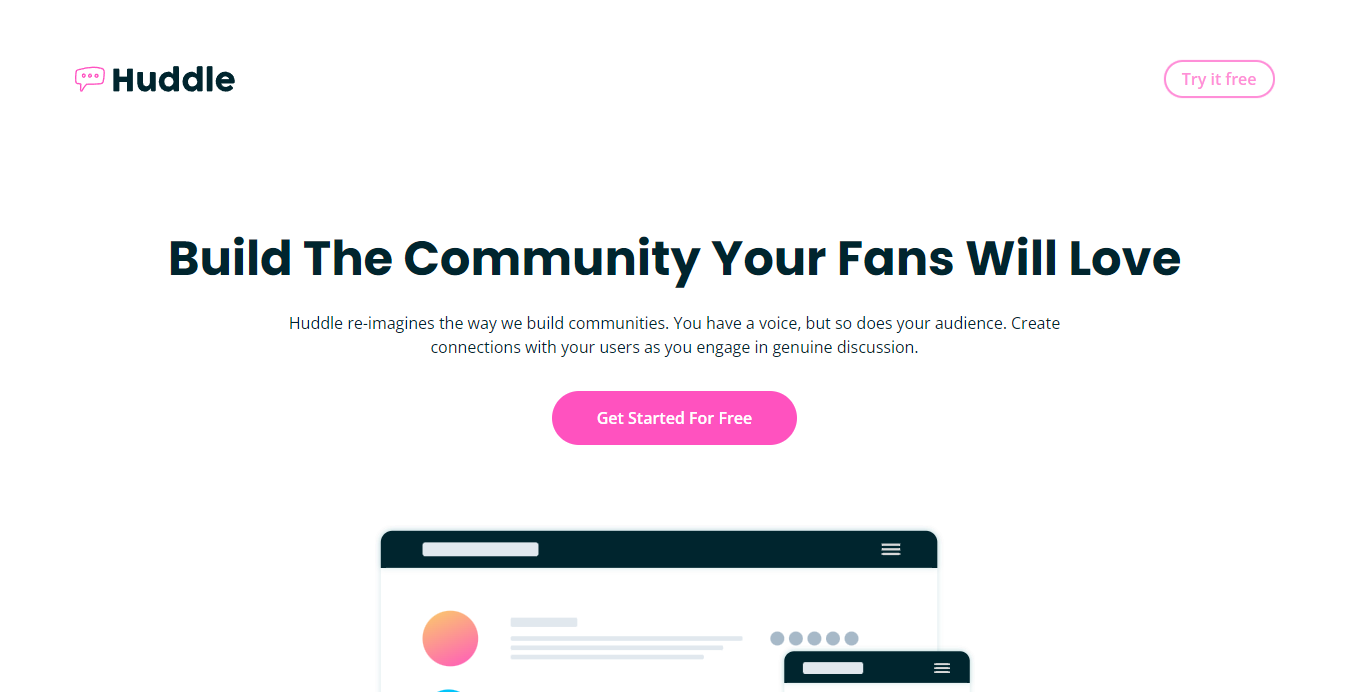 Huddle
Try it free
Build The Community Your Fans Will Love
Huddle re-imagines the way we build communities. You have a voice, but so does your audience. Create
connections with your users as you engage in genuine discussion.
Get Started For Free